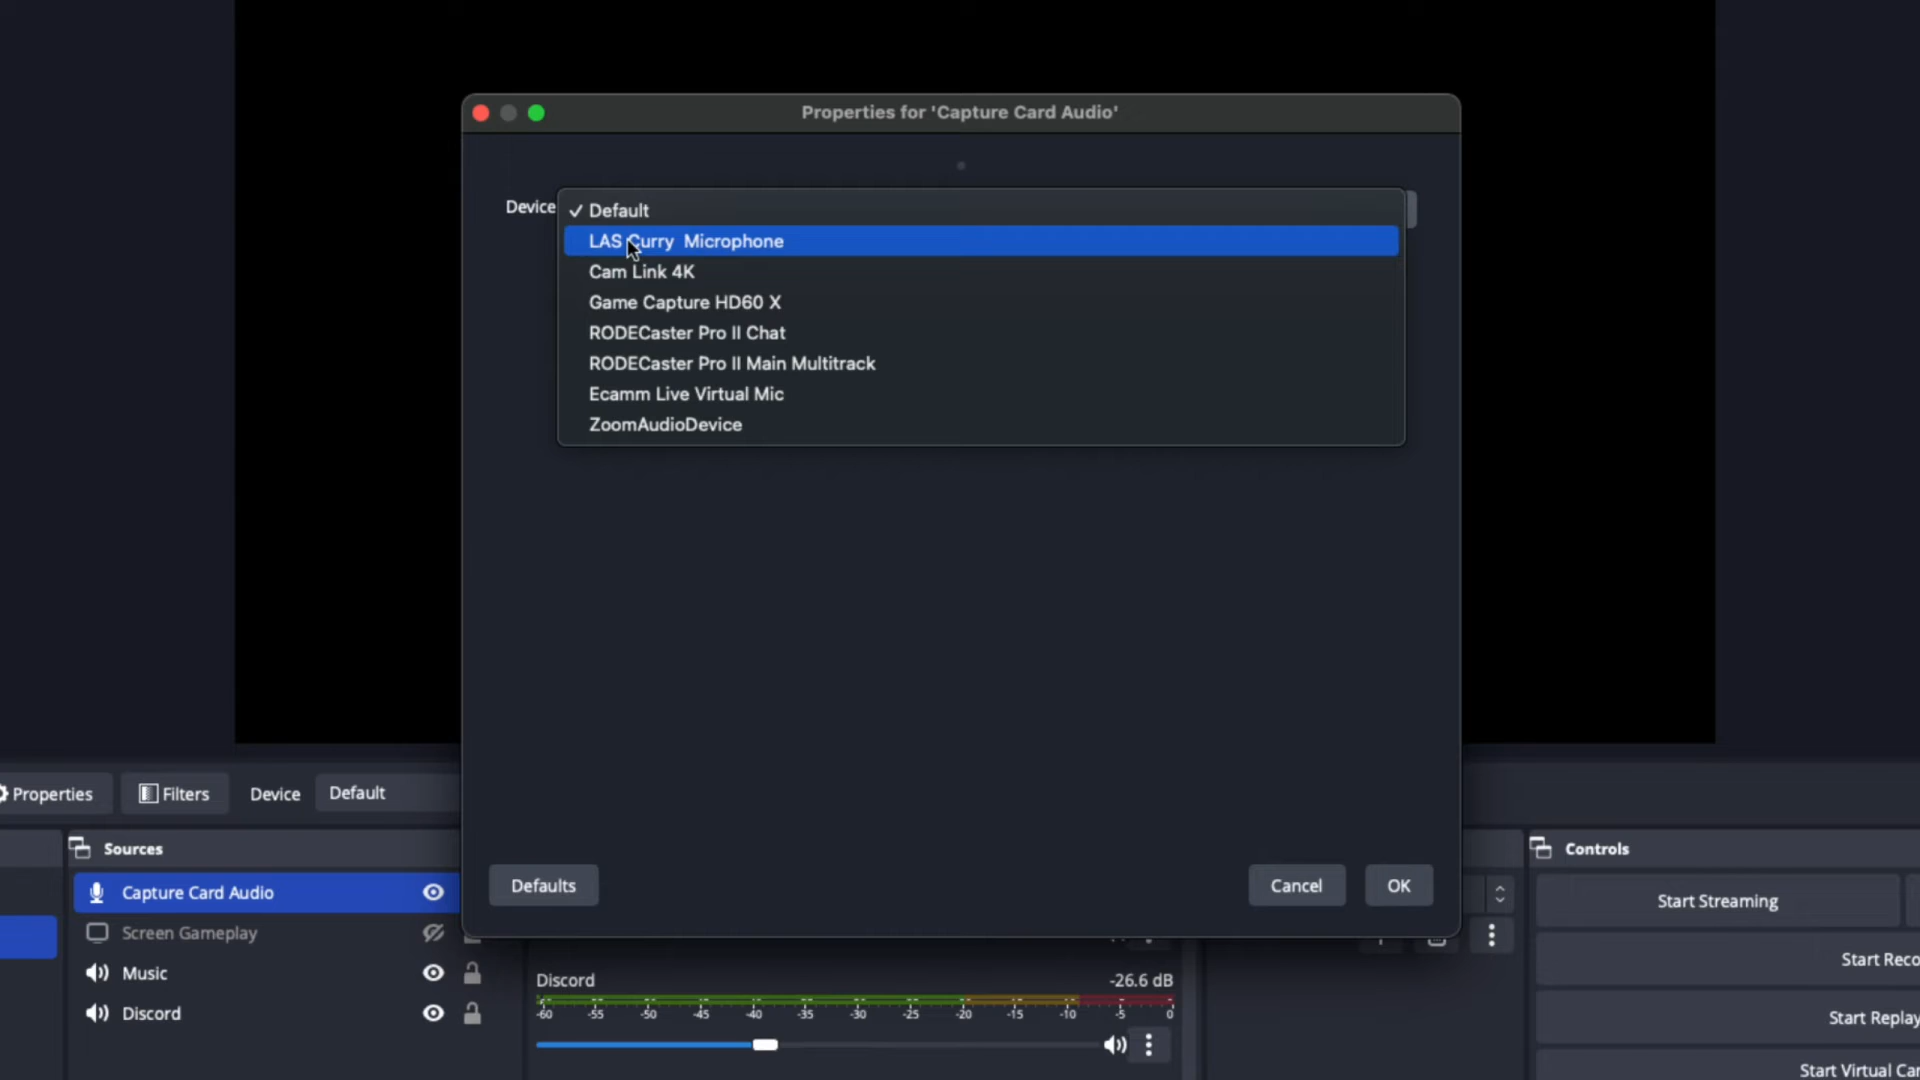 Properties for 'Capture Card Audio'
Device
✓ Default
LAS Curry  Microphone
Cam Link 4K
Game Capture HD60 X
RODECaster Pro II Chat
RODECaster Pro II Main Multitrack
Ecamm Live Virtual Mic
ZoomAudioDevice
Defaults
Cancel
OK
Properties
Filters
Device
Default
Sources
Capture Card Audio
Screen Gameplay
Music
Discord
Discord
-26.6 dB
-60 -55 -50 -45 -40 -35 -30 -25 -20 -15 -10 -5 0
Controls
Start Streaming
Start Reco
Start Replay
Start Virtual Ca